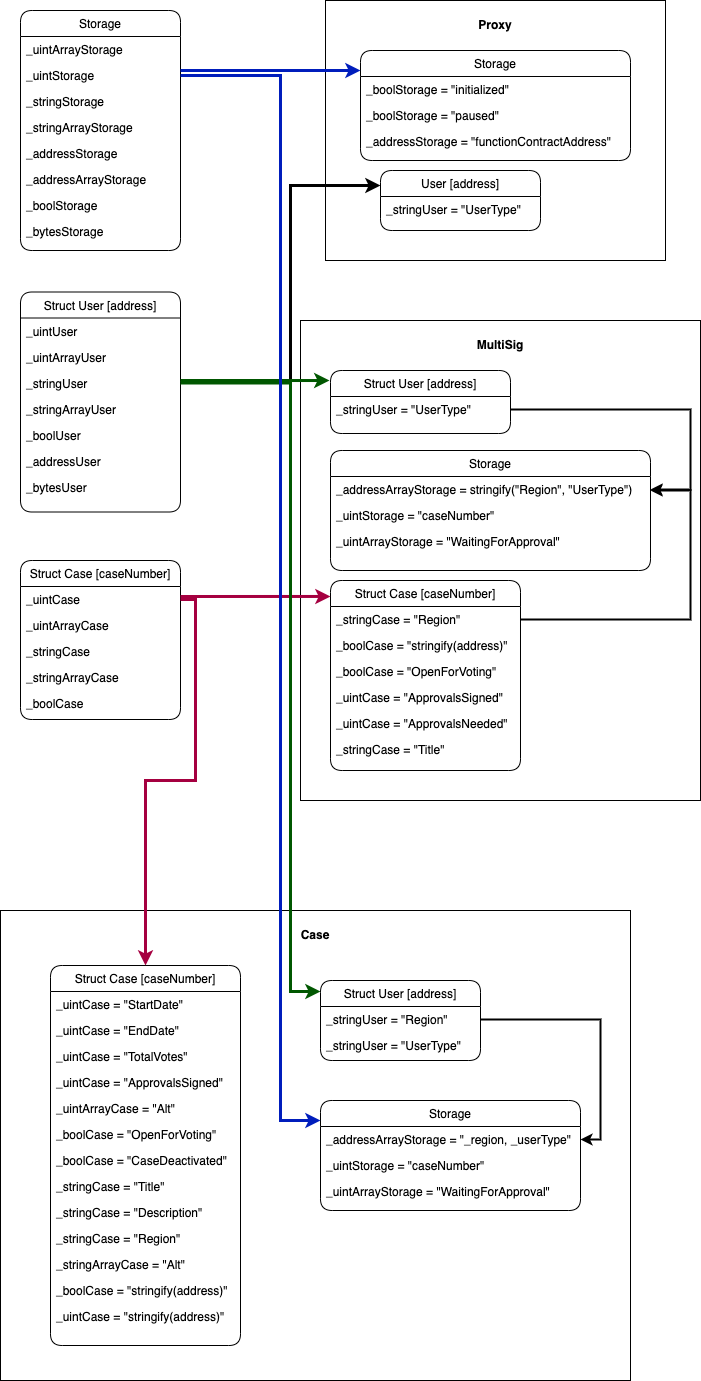 Storage
_uintArrayStorage
_uintStorage
_stringStorage
_stringArrayStorage
_addressStorage
_addressArrayStorage
_boolStorage
_bytesStorage
Proxy
Storage
_boolStorage = "initialized"
_boolStorage = "paused"
_addressStorage = "functionContractAddress"
User [address]
_stringUser = "UserType"
Struct User [address]
_uintUser
_uintArrayUser
_stringUser
_stringArrayUser
_boolUser
_addressUser
_bytesUser
MultiSig
Struct User [address]
_stringUser = "UserType"
Storage
_addressArrayStorage = stringify("Region", "UserType")
_uintStorage = "caseNumber"
_uintArrayStorage = "WaitingForApproval"
Struct Case [caseNumber]
_uintCase
_uintArrayCase
_stringCase
_stringArrayCase
_boolCase
Struct Case [caseNumber]
_stringCase = "Region"
_boolCase = "stringify(address)"
_boolCase = "OpenForVoting"
_uintCase = "ApprovalsSigned"
_uintCase = "ApprovalsNeeded"
_stringCase = "Title"
Case
Struct Case [caseNumber]
_uintCase = "StartDate"
_uintCase = "EndDate"
_uintCase = "TotalVotes"
_uintCase = "ApprovalsSigned"
_uintArrayCase = "Alt"
_boolCase = "OpenForVoting"
_boolCase = "CaseDeactivated"
_stringCase = "Title"
_stringCase = "Description"
_stringCase = "Region"
_stringArrayCase = "Alt"
_boolCase = "stringify(address)"
_uintCase = "stringify(address)"
Struct User [address]
_stringUser = "Region"
_stringUser = "UserType"
Storage
_addressArrayStorage = "_region, _userType"
_uintStorage = "caseNumber"
_uintArrayStorage = "WaitingForApproval"